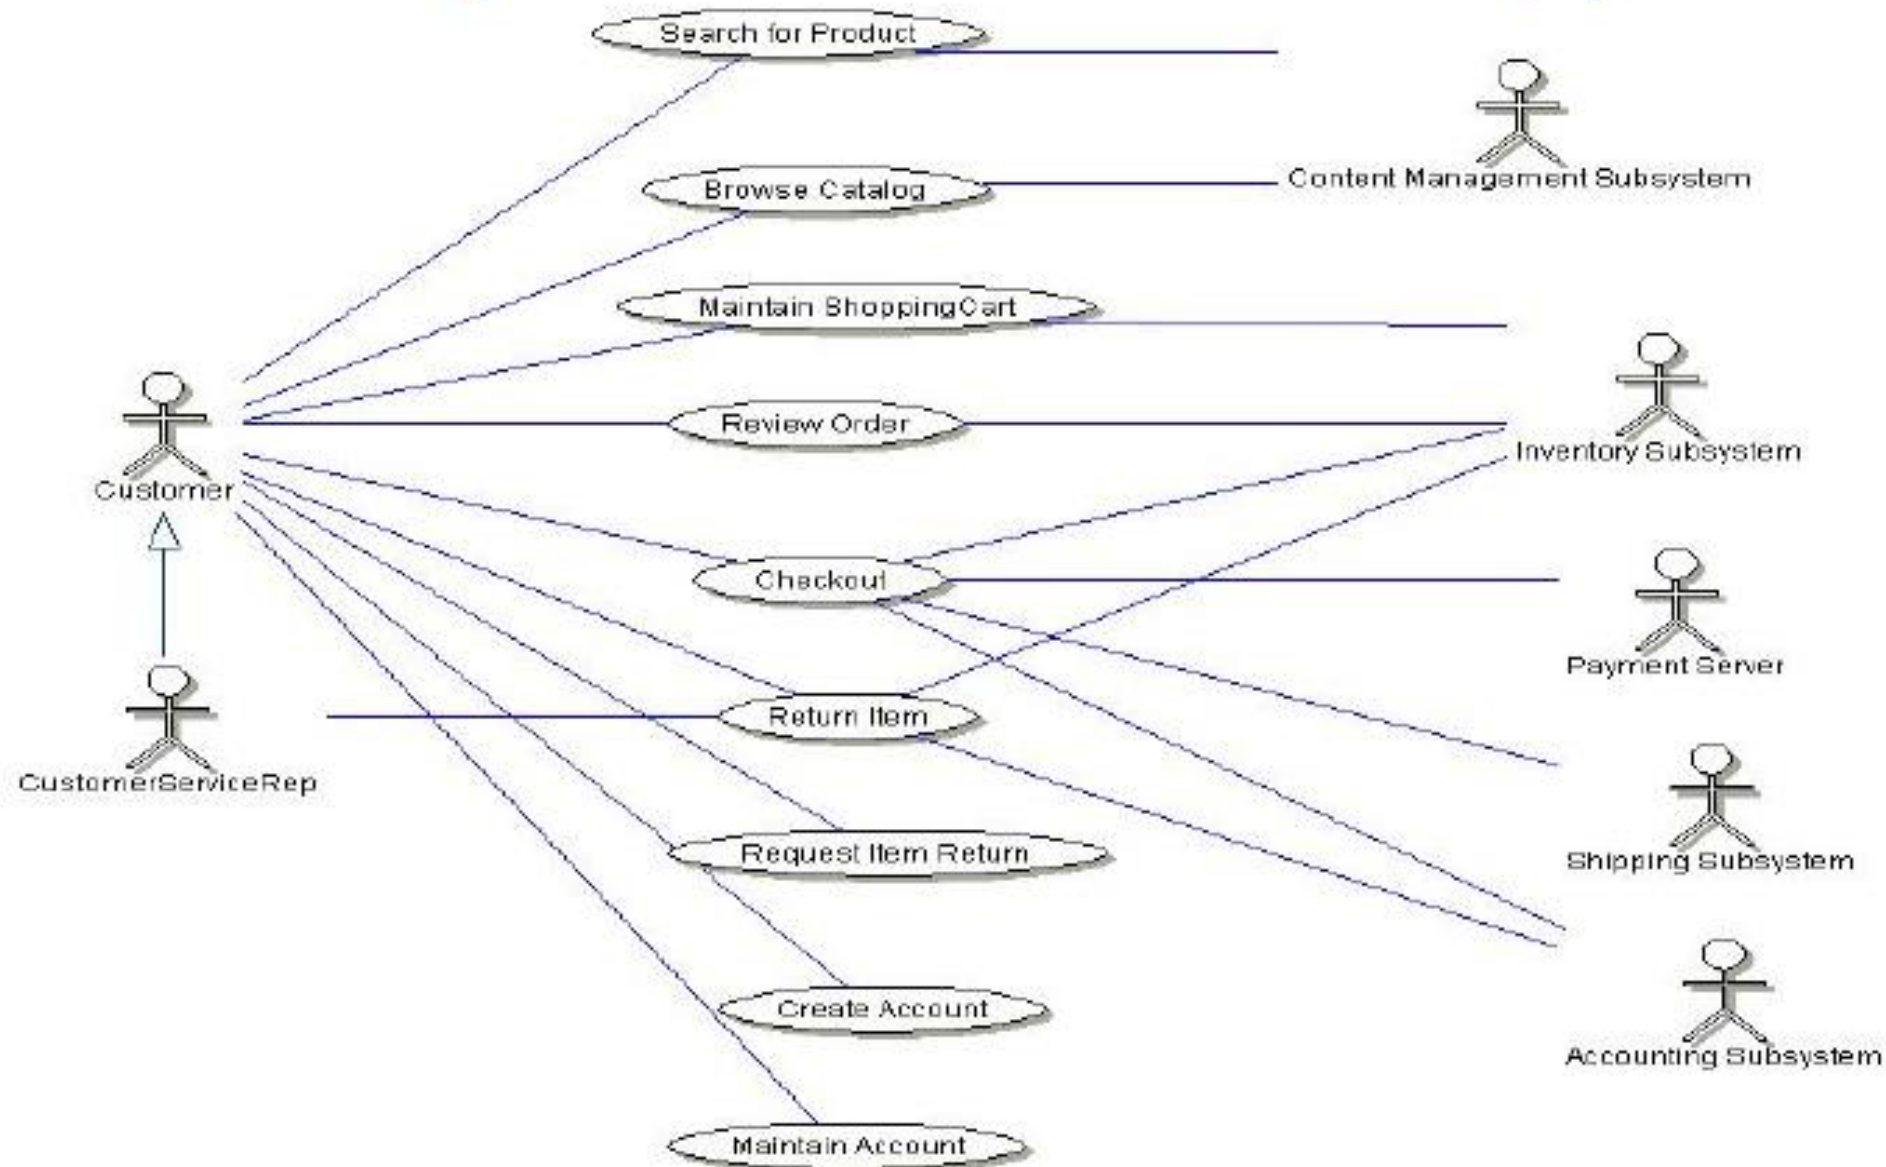 Search for Product
Content Management Subsystem
Browse Catalog
Maintain ShoppingCart
Review Order
Inventory Subsystem
Customer
Checkout
Payment Server
Return Item
CustomerServiceRep
Request Item Return
Shipping Subsystem
Create Account
Accounting Subsystem
Maintain Account